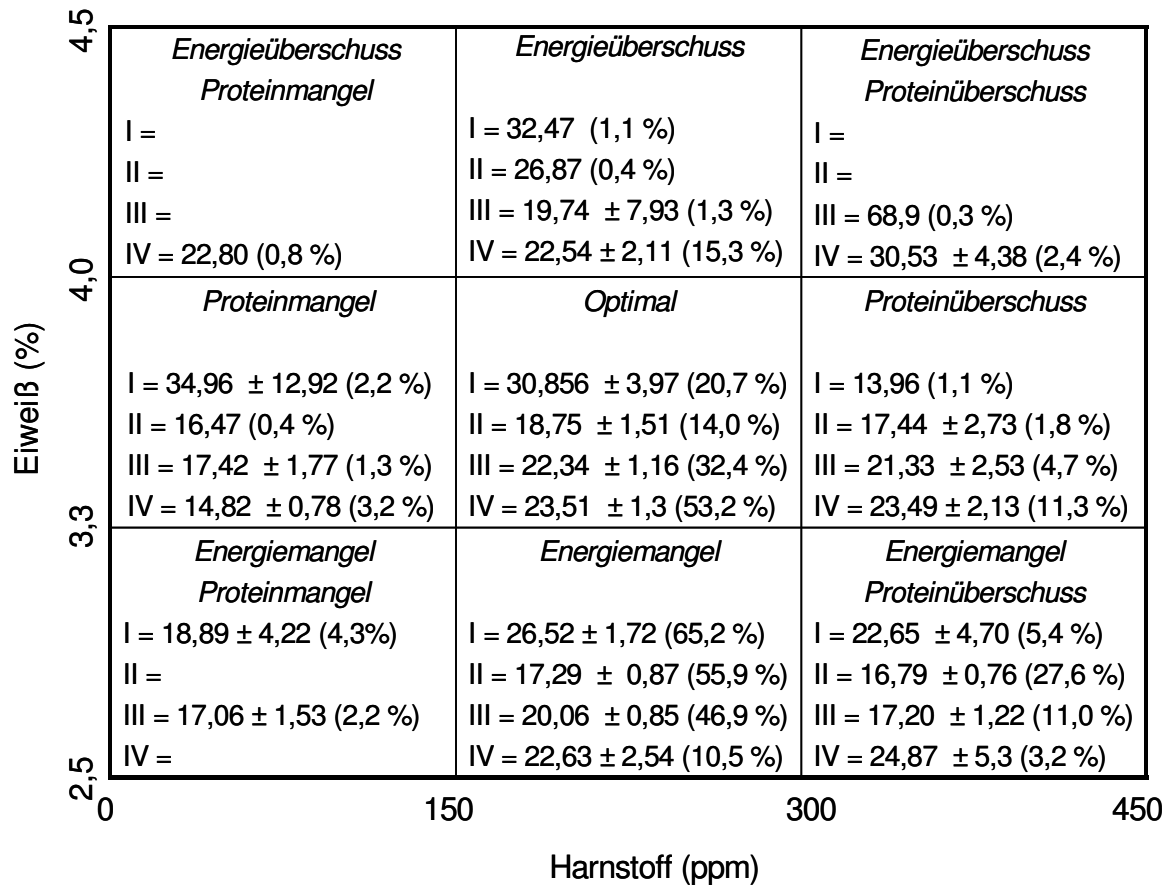 4,5
Energieüberschuss
Proteinmangel
I =
II =
III =
IV = 22,80 (0,8 %)
Energieüberschuss
I = 32,47 (1,1 %)
II = 26,87 (0,4 %)
III = 19,74 ± 7,93 (1,3 %)
IV = 22,54 ± 2,11 (15,3 %)
Energieüberschuss
Proteinüberschuss
I =
II =
III = 68,9 (0,3 %)
IV = 30,53 ± 4,38 (2,4 %)
4,0
Proteinmangel
I = 34,96 ± 12,92 (2,2 %)
II = 16,47 (0,4 %)
III = 17,42 ± 1,77 (1,3 %)
IV = 14,82 ± 0,78 (3,2 %)
Optimal
I = 30,856 ± 3,97 (20,7 %)
II = 18,75 ± 1,51 (14,0 %)
III = 22,34 ± 1,16 (32,4 %)
IV = 23,51 ± 1,3 (53,2 %)
Proteinüberschuss
I = 13,96 (1,1 %)
II = 17,44 ± 2,73 (1,8 %)
III = 21,33 ± 2,53 (4,7 %)
IV = 23,49 ± 2,13 (11,3 %)
Eiweiß (%)
3,3
Energiemangel
Proteinmangel
I = 18,89 ± 4,22 (4,3%)
II =
III = 17,06 ± 1,53 (2,2 %)
IV =
Energiemangel
I = 26,52 ± 1,72 (65,2 %)
II = 17,29 ± 0,87 (55,9 %)
III = 20,06 ± 0,85 (46,9 %)
IV = 22,63 ± 2,54 (10,5 %)
Energiemangel
Proteinüberschuss
I = 22,65 ± 4,70 (5,4 %)
II = 16,79 ± 0,76 (27,6 %)
III = 17,20 ± 1,22 (11,0 %)
IV = 24,87 ± 5,3 (3,2 %)
2,5
0 150 300 450
Harnstoff (ppm)